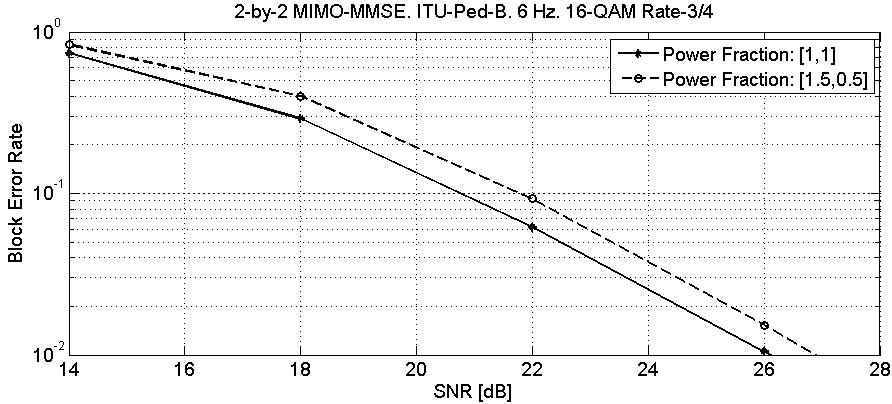 2-by-2 MIMO-MMSE. ITU-Ped-B. 6 Hz. 16-QAM Rate-3/4
Power Fraction: [1,1]
Power Fraction: [1.5,0.5]
Block Error Rate
10^0
10^-1
10^-2
14 16 18 20 22 24 26 28
SNR [dB]